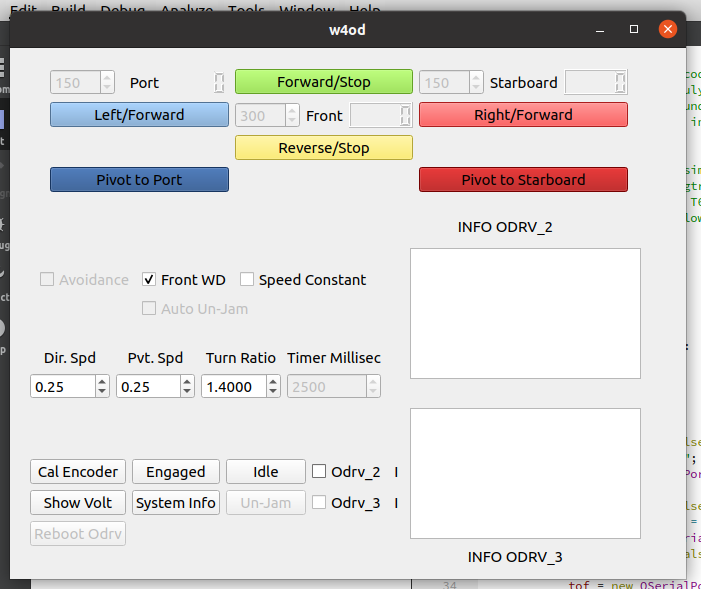 Edit Build Debug Analyze Tools Window Help
w4od
150 Port 0 Forward/Stop 150 Starboard 0
Left/Forward 300 Front 0 Right/Forward
Reverse/Stop
Pivot to Port Pivot to Starboard
INFO ODRV_2
Avoidance Front WD Speed Constant
Auto Un-Jam
Dir. Spd Pvt. Spd Turn Ratio Timer Millisec
0.25 0.25 1.4000 2500
Cal Encoder Engaged Idle Odrv_2 I
Show Volt System Info Un-Jam Odrv_3 I
Reboot Odrv
INFO ODRV_3
34 tof = new QSerialPo